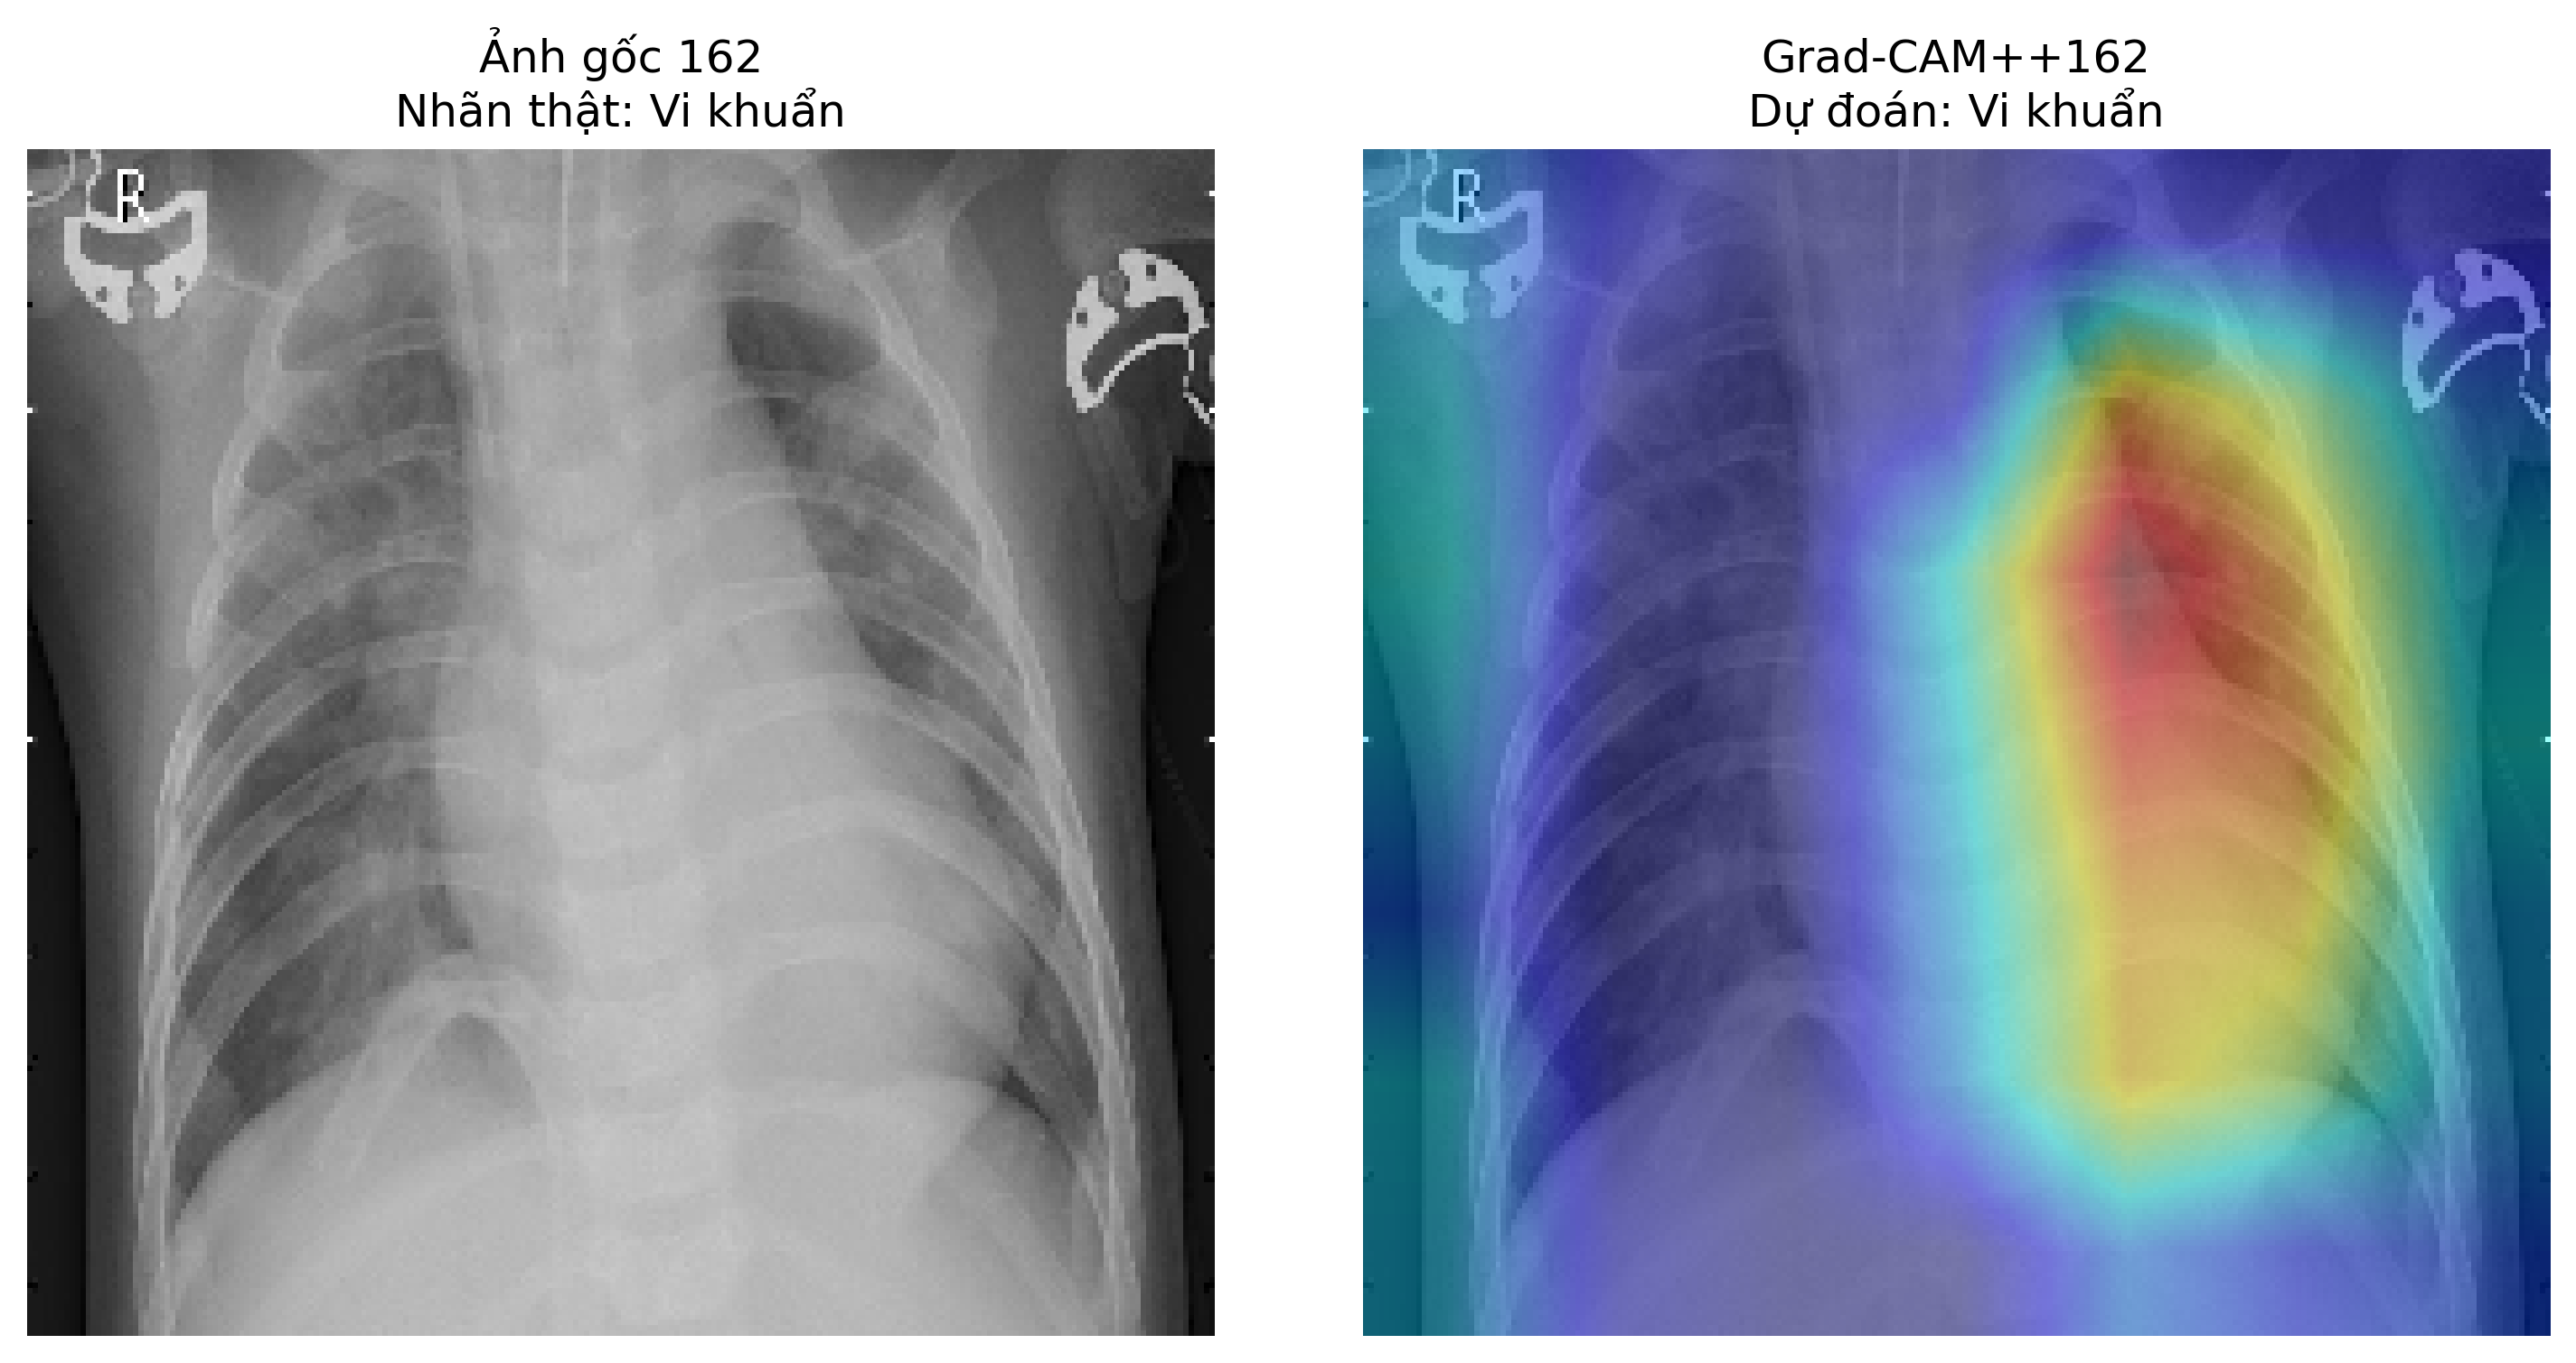 Ảnh gốc 162
Nhãn thật: Vi khuẩn
Grad-CAM++162
Dự đoán: Vi khuẩn
R
R